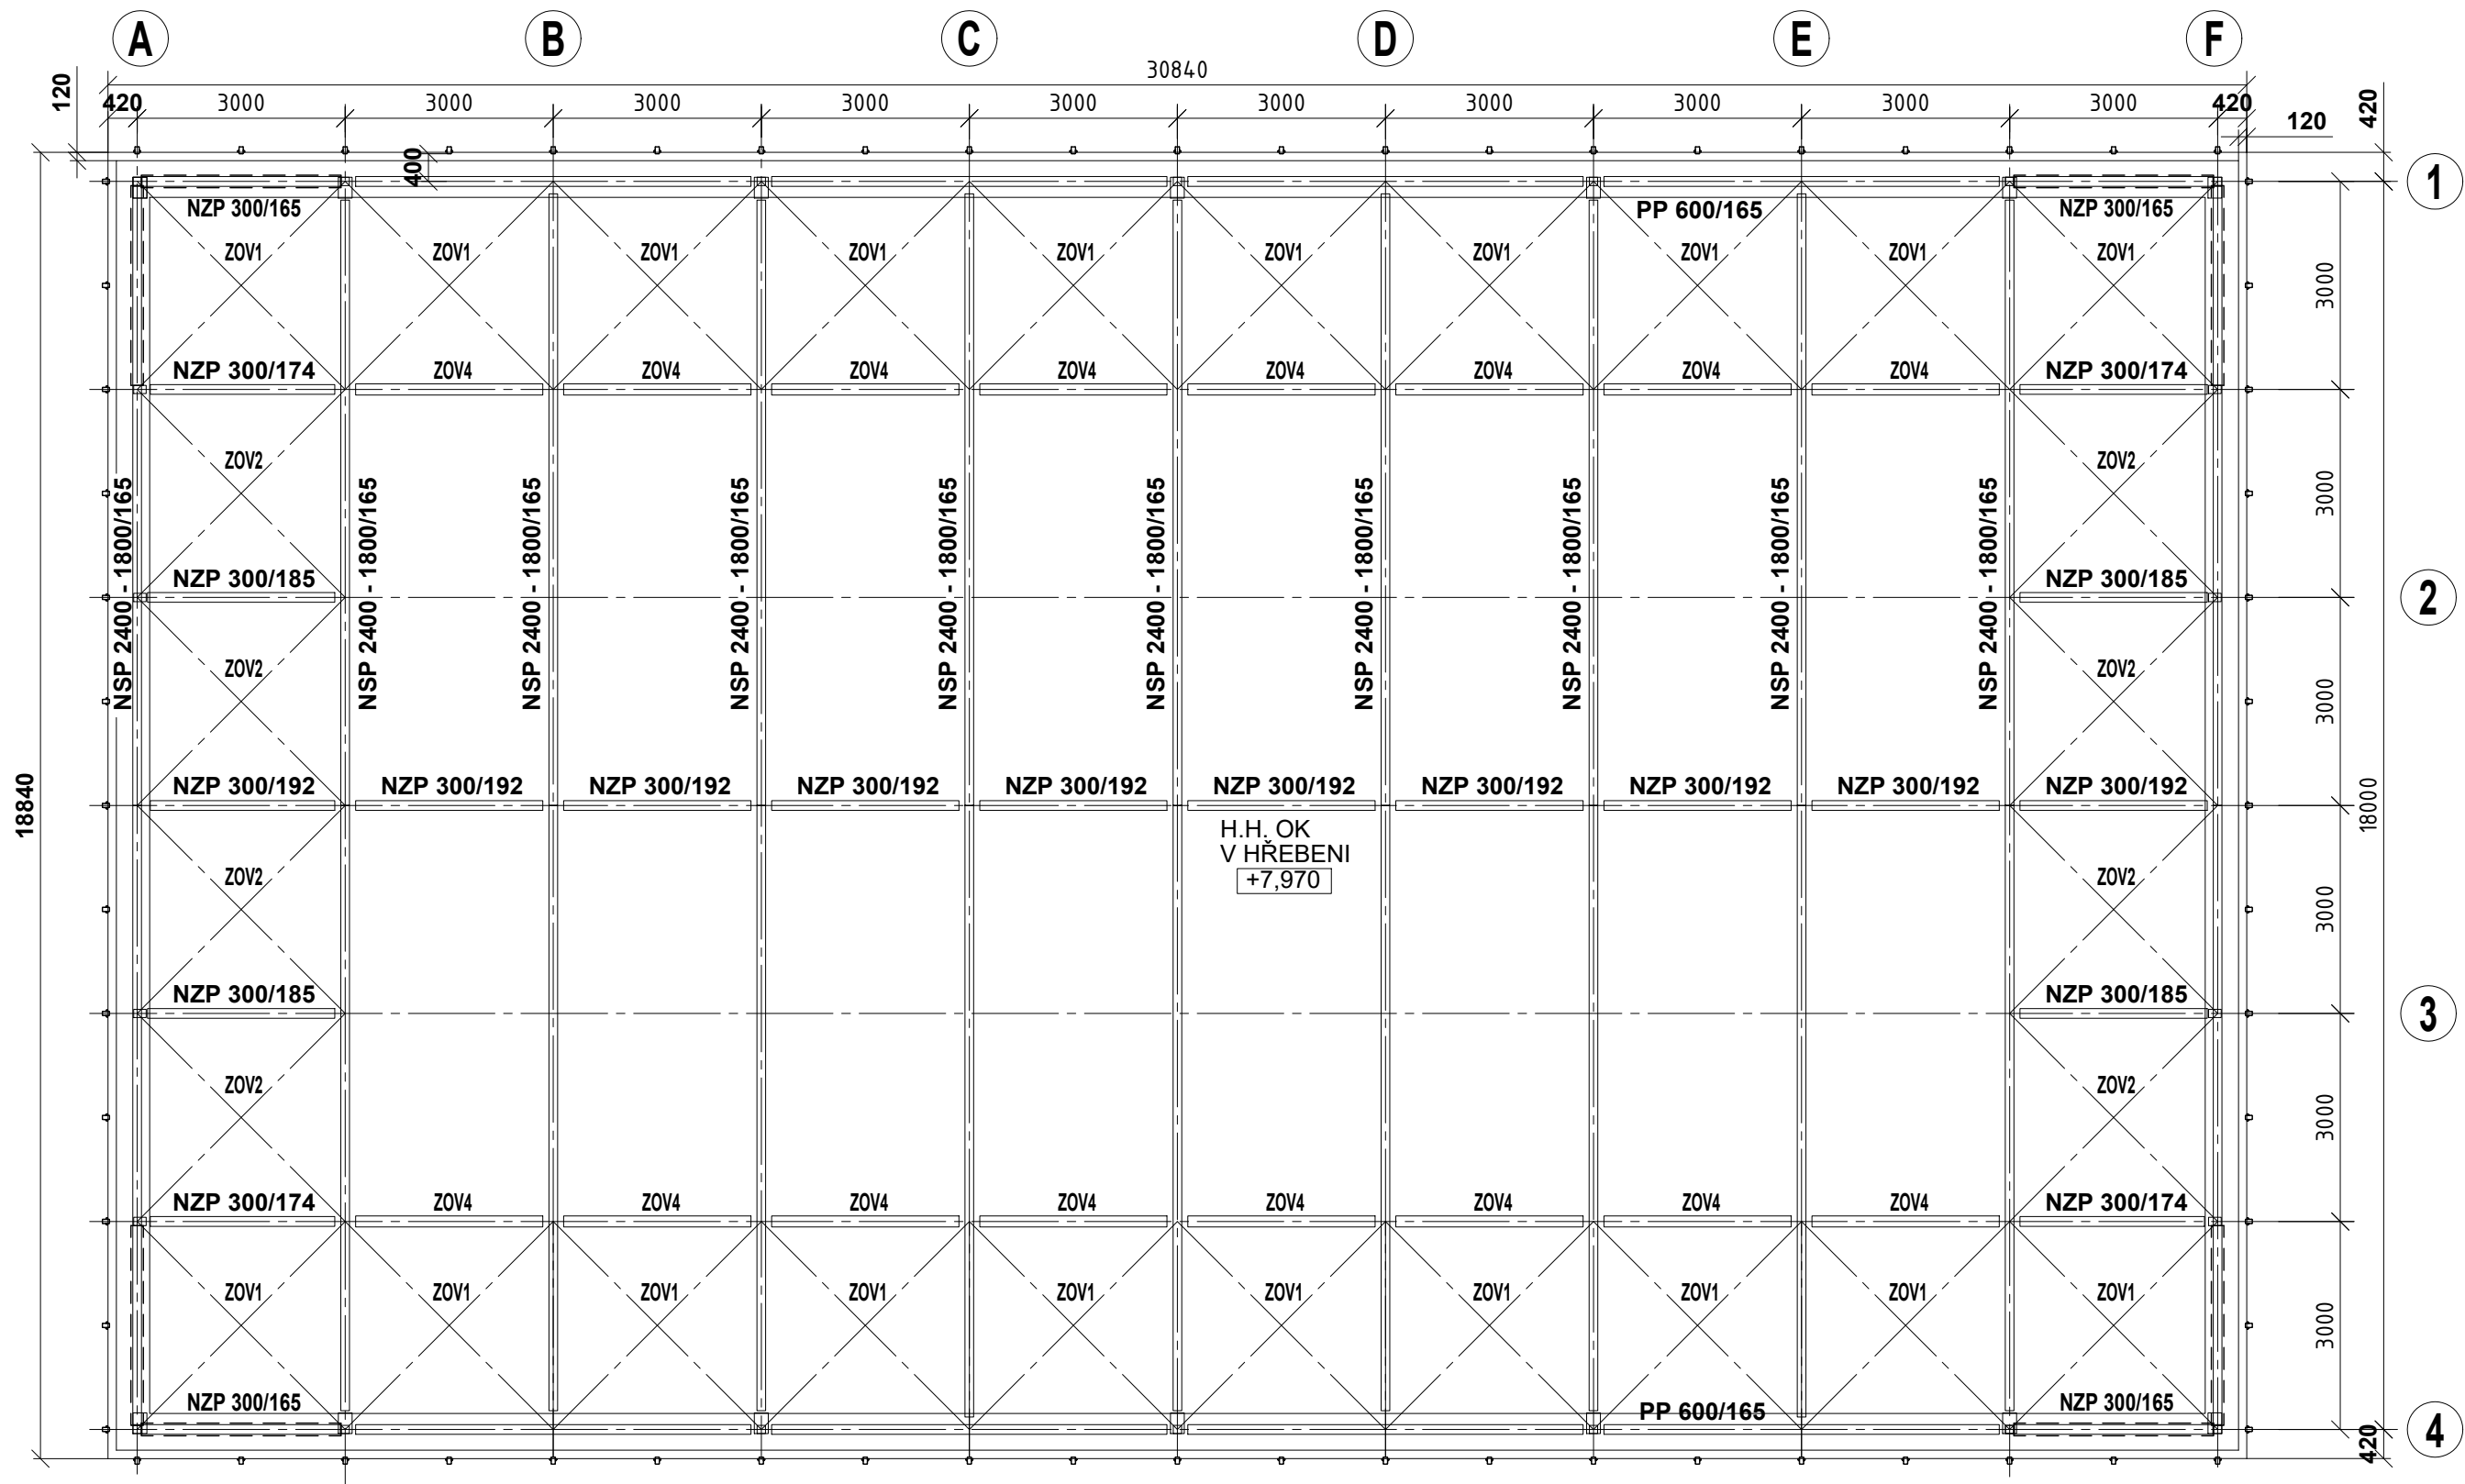 A B C D E F
30840
120 420 3000 3000 3000 3000 3000 3000 3000 3000 3000 3000 420 120 420
400
1
NZP 300/165 PP 600/165 NZP 300/165
ZOV1 ZOV1 ZOV1 ZOV1 ZOV1 ZOV1 ZOV1 ZOV1 ZOV1 ZOV1
3000
NZP 300/174 ZOV4 ZOV4 ZOV4 ZOV4 ZOV4 ZOV4 ZOV4 ZOV4 NZP 300/174
ZOV2 ZOV2
3000
NSP 2400 - 1800/165
NSP 2400 - 1800/165
NSP 2400 - 1800/165
NSP 2400 - 1800/165
NSP 2400 - 1800/165
NSP 2400 - 1800/165
NSP 2400 - 1800/165
NSP 2400 - 1800/165
NSP 2400 - 1800/165
NSP 2400 - 1800/165
NZP 300/185 NZP 300/185
2
ZOV2 ZOV2
3000
NZP 300/192 NZP 300/192 NZP 300/192 NZP 300/192 NZP 300/192 NZP 300/192 NZP 300/192 NZP 300/192 NZP 300/192 NZP 300/192
18840
18000
H.H. OK
V HŘEBENI
+7,970
ZOV2 ZOV2
3000
NZP 300/185 NZP 300/185
3
ZOV2 ZOV2
3000
NZP 300/174 ZOV4 ZOV4 ZOV4 ZOV4 ZOV4 ZOV4 ZOV4 ZOV4 NZP 300/174
ZOV1 ZOV1 ZOV1 ZOV1 ZOV1 ZOV1 ZOV1 ZOV1 ZOV1 ZOV1
3000
NZP 300/165 PP 600/165 NZP 300/165
4
420